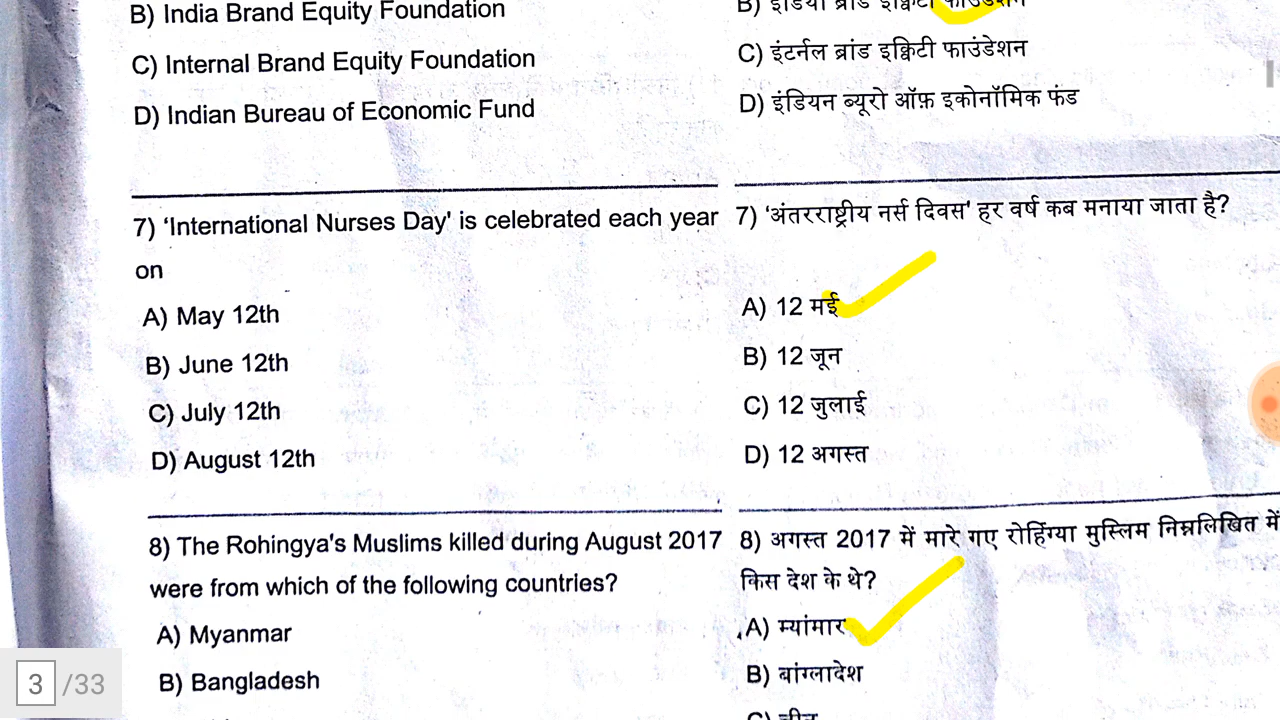 B) India Brand Equity Foundation
C) Internal Brand Equity Foundation
D) Indian Bureau of Economic Fund
B) इंडिया ब्रांड इक्विटी फाउंडेशन
C) इंटर्नल ब्रांड इक्विटी फाउंडेशन
D) इंडियन ब्यूरो ऑफ़ इकोनॉमिक फंड
7) ‘International Nurses Day' is celebrated each year
on
A) May 12th
B) June 12th
C) July 12th
D) August 12th
7) ‘अंतरराष्ट्रीय नर्स दिवस' हर वर्ष कब मनाया जाता है?
A) 12 मई
B) 12 जून
C) 12 जुलाई
D) 12 अगस्त
8) The Rohingya's Muslims killed during August 2017
were from which of the following countries?
A) Myanmar
B) Bangladesh
8) अगस्त 2017 में मारे गए रोहिंग्या मुस्लिम निम्नलिखित में
किस देश के थे?
A) म्यांमार
B) बांग्लादेश
C) चीन
3 /33